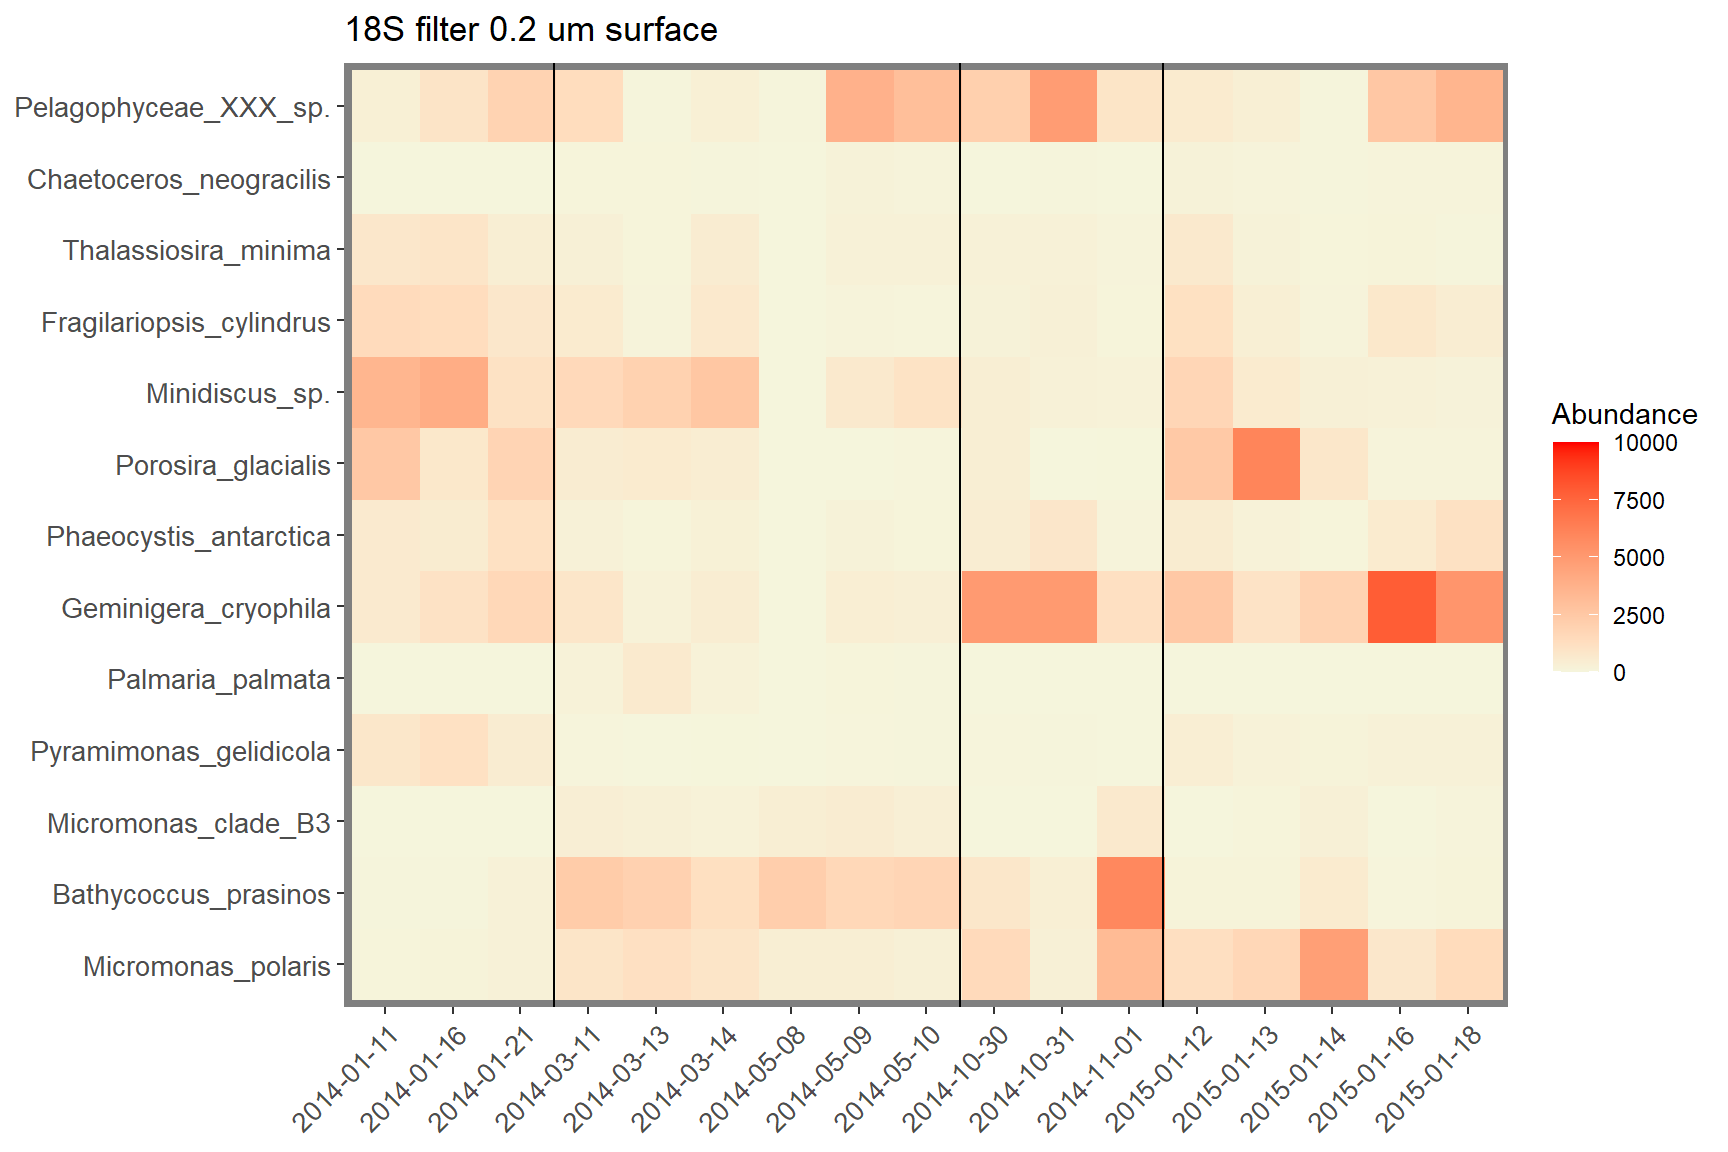 18S filter 0.2 um surface
Pelagophyceae_XXX_sp.
Chaetoceros_neogracilis
Thalassiosira_minima
Fragilariopsis_cylindrus
Minidiscus_sp.
Porosira_glacialis
Phaeocystis_antarctica
Geminigera_cryophila
Palmaria_palmata
Pyramimonas_gelidicola
Micromonas_clade_B3
Bathycoccus_prasinos
Micromonas_polaris
2014-01-11
2014-01-16
2014-01-21
2014-03-11
2014-03-13
2014-03-14
2014-05-08
2014-05-09
2014-05-10
2014-10-30
2014-10-31
2014-11-01
2015-01-12
2015-01-13
2015-01-14
2015-01-16
2015-01-18
Abundance
10000
7500
5000
2500
0